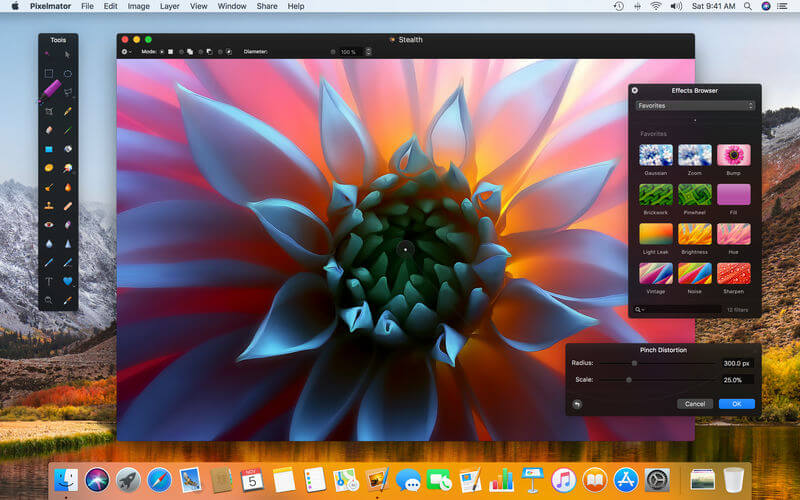 Pixelmator File Edit Image Layer View Window Share Help Sat 9:41 AM
Tools
Stealth
Mode: Diameter: 100 %
Effects Browser
Favorites
Favorites
Gaussian Zoom Bump
Brickwork Pinwheel Fill
Light Leak Brightness Hue
Vintage Noise Sharpen
12 filters
Pinch Distortion
Radius: 300.0 px
Scale: 25.0%
Cancel OK
NOV
5